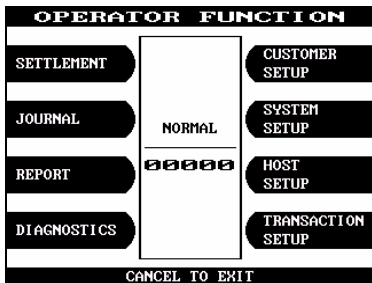 OPERATOR FUNCTION
SETTLEMENT
CUSTOMER
SETUP
JOURNAL
NORMAL
SYSTEM
SETUP
REPORT
00000
HOST
SETUP
DIAGNOSTICS
TRANSACTION
SETUP
CANCEL TO EXIT